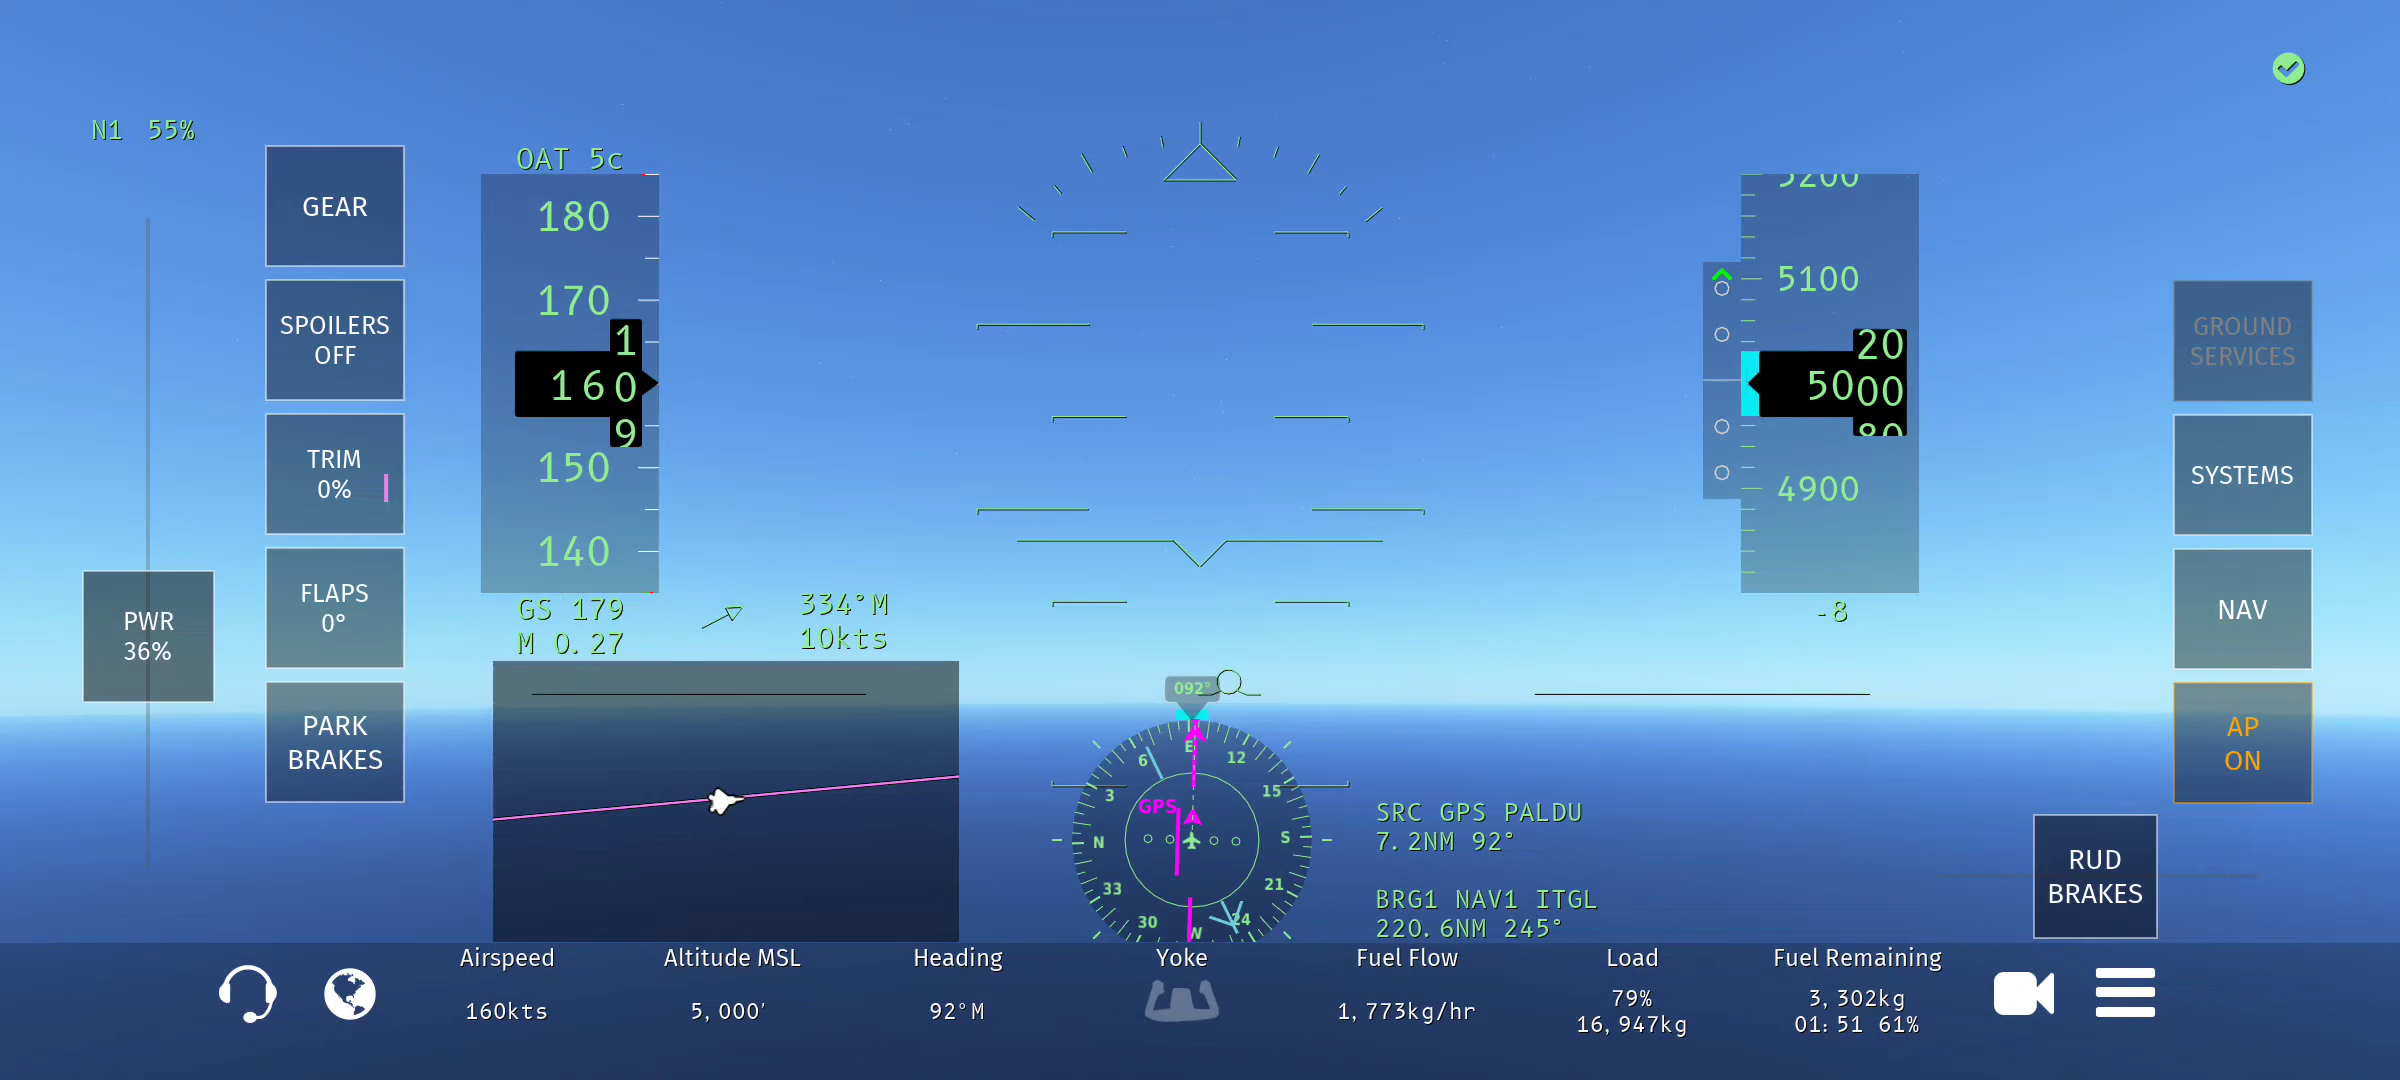 N1 55%
GEAR
SPOILERS
OFF
TRIM
0%
FLAPS
0°
PARK
BRAKES
PWR
36%
OAT 5c
180
170
1
160
9
150
140
GS 179
M 0.27
334°M
10kts
5200
5100
20
5000
80
4900
-8
GROUND
SERVICES
SYSTEMS
NAV
AP
ON
RUD
BRAKES
092°
E
6
12
3
15
GPS
N
S
33
21
30
24
W
SRC GPS PALDU
7.2NM 92°
BRG1 NAV1 ITGL
220.6NM 245°
Airspeed
160kts
Altitude MSL
5,000'
Heading
92°M
Yoke
Fuel Flow
1,773kg/hr
Load
79%
16,947kg
Fuel Remaining
3,302kg
01:51 61%